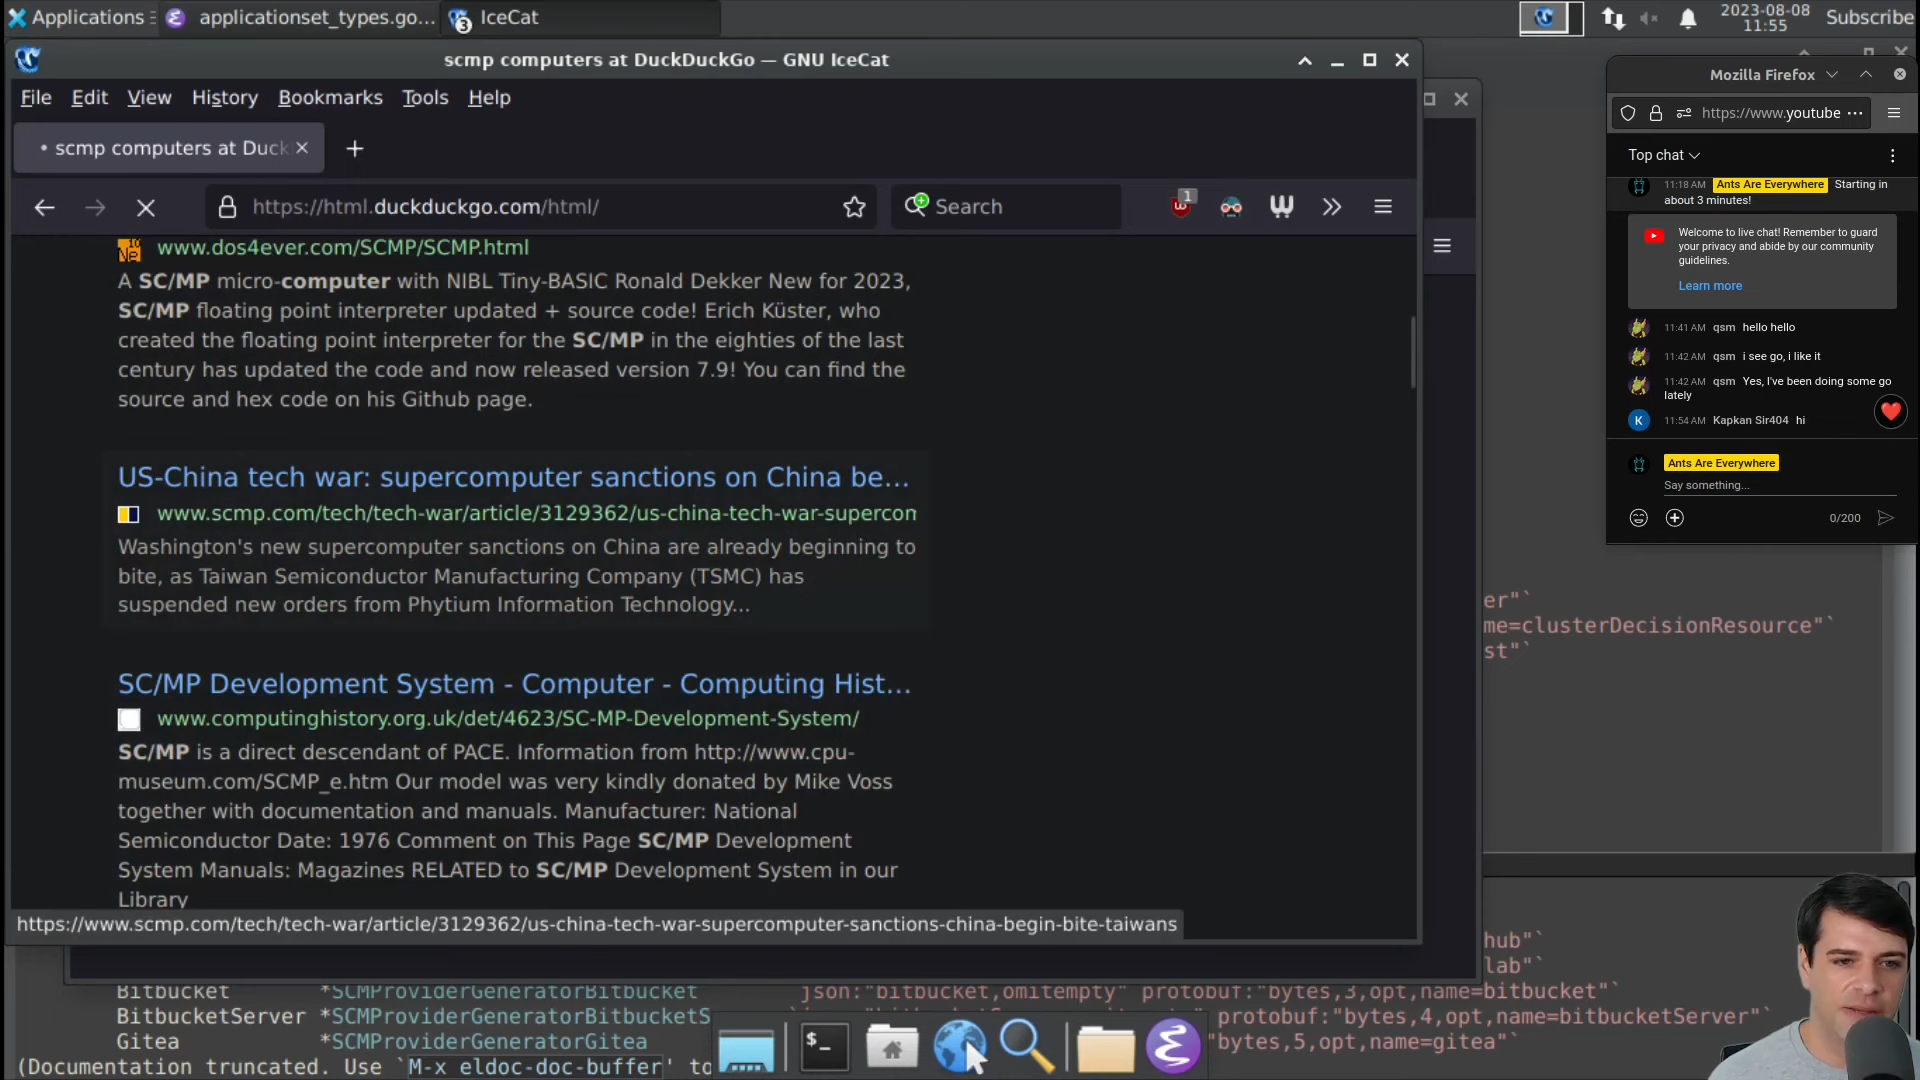 Applications
applicationset_types.go...
3
IceCat
2023-08-08
11:55
Subscribe
scmp computers at DuckDuckGo — GNU IceCat
File Edit View History Bookmarks Tools Help
scmp computers at Duck
https://html.duckduckgo.com/html/
Search
1
www.dos4ever.com/SCMP/SCMP.html
A SC/MP micro-computer with NIBL Tiny-BASIC Ronald Dekker New for 2023,
SC/MP floating point interpreter updated + source code! Erich Küster, who
created the floating point interpreter for the SC/MP in the eighties of the last
century has updated the code and now released version 7.9! You can find the
source and hex code on his Github page.
US-China tech war: supercomputer sanctions on China be...
www.scmp.com/tech/tech-war/article/3129362/us-china-tech-war-supercom
Washington's new supercomputer sanctions on China are already beginning to
bite, as Taiwan Semiconductor Manufacturing Company (TSMC) has
suspended new orders from Phytium Information Technology...
SC/MP Development System - Computer - Computing Hist...
www.computinghistory.org.uk/det/4623/SC-MP-Development-System/
SC/MP is a direct descendant of PACE. Information from http://www.cpu-
museum.com/SCMP_e.htm Our model was very kindly donated by Mike Voss
together with documentation and manuals. Manufacturer: National
Semiconductor Date: 1976 Comment on This Page SC/MP Development
System Manuals: Magazines RELATED to SC/MP Development System in our
Library
https://www.scmp.com/tech/tech-war/article/3129362/us-china-tech-war-supercomputer-sanctions-china-begin-bite-taiwans
Mozilla Firefox
https://www.youtube
Top chat
11:18 AM Ants Are Everywhere Starting in
about 3 minutes!
Welcome to live chat! Remember to guard
your privacy and abide by our community
guidelines.
Learn more
11:41 AM qsm hello hello
11:42 AM qsm i see go, i like it
11:42 AM qsm Yes, I've been doing some go
lately
K 11:54 AM Kapkan Sir404 hi
Ants Are Everywhere
Say something...
0/200
er"`
me=clusterDecisionResource"`
st"`
hub"`
lab"`
Bitbucket *SCMProviderGeneratorBitbucket `json:"bitbucket,omitempty" protobuf:"bytes,3,opt,name=bitbucket"`
BitbucketServer *SCMProviderGeneratorBitbucketS protobuf:"bytes,4,opt,name=bitbucketServer"`
Gitea *SCMProviderGeneratorGitea "bytes,5,opt,name=gitea"`
(Documentation truncated. Use `M-x eldoc-doc-buffer' to